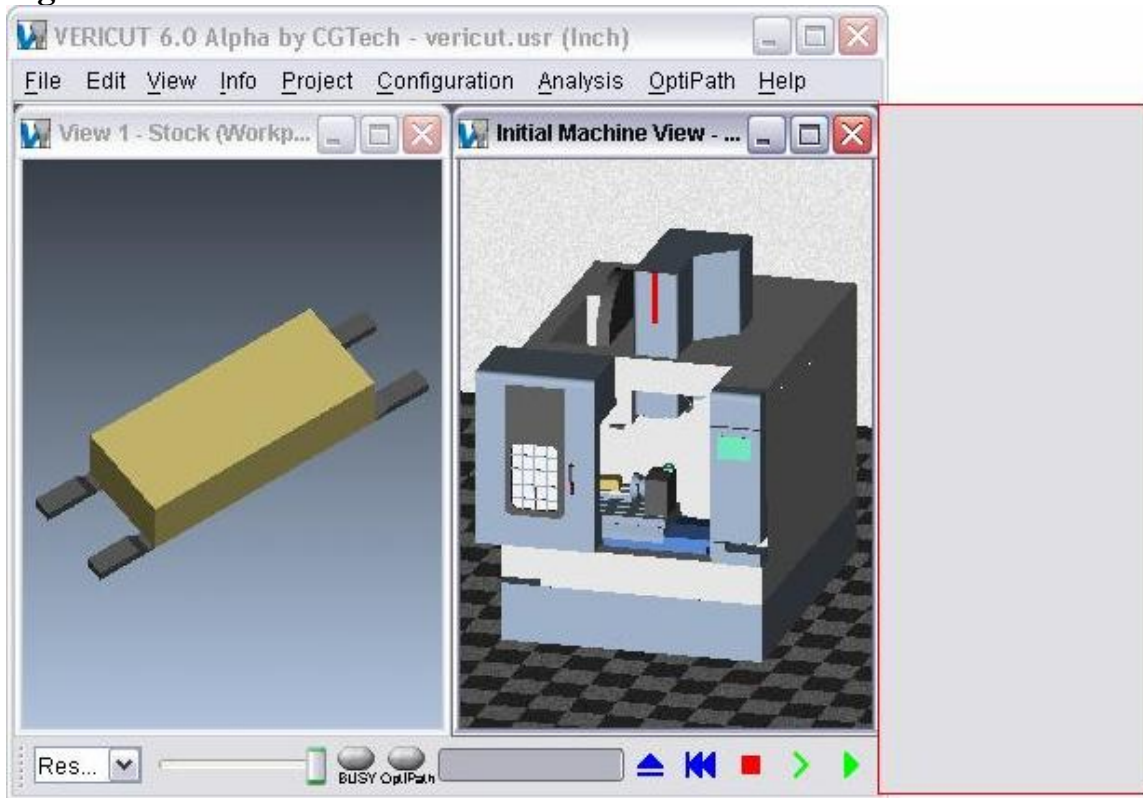 VERICUT 6.0 Alpha by CGTech - vericut.usr (Inch)
File Edit View Info Project Configuration Analysis OptiPath Help
View 1 - Stock (Workp...
Initial Machine View - ...
Res...
BUSY OptiPath